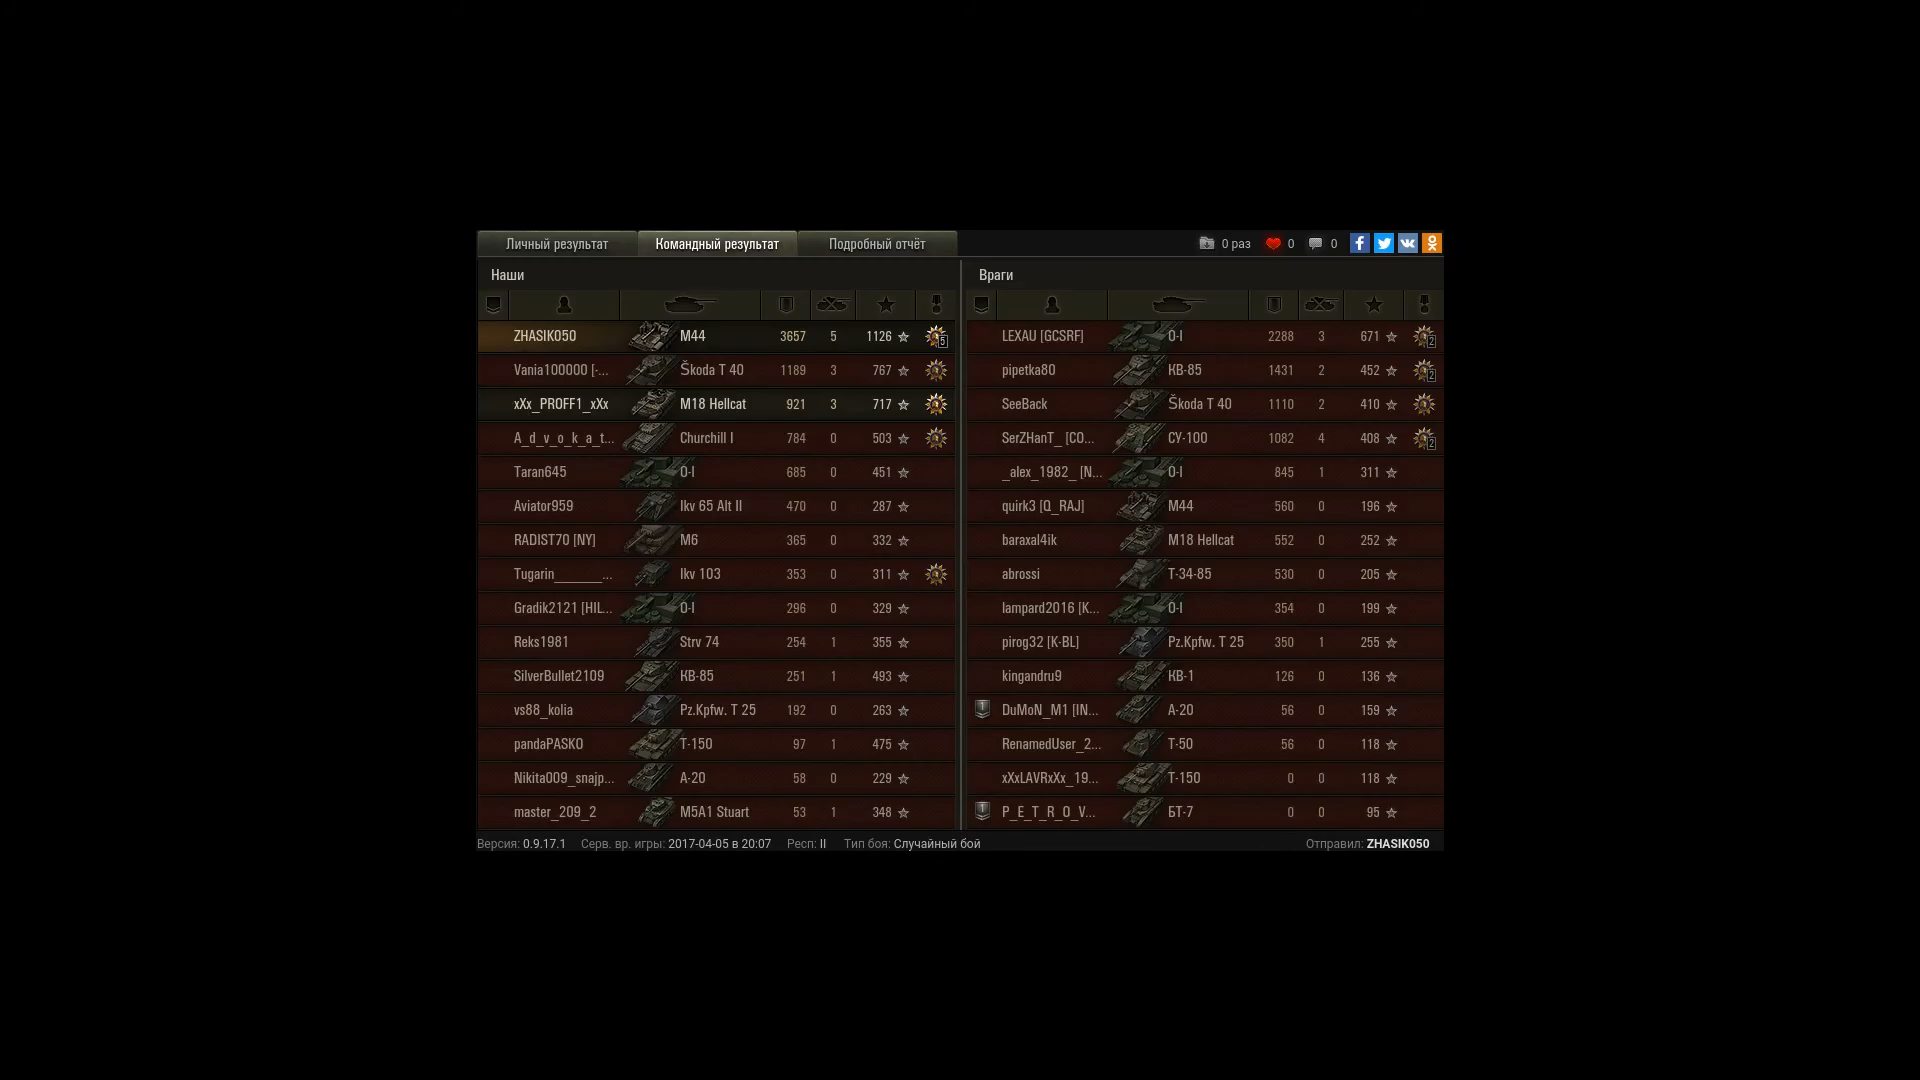 Личный результат Командный результат Подробный отчёт 0 раз 0 0
Наши Враги
ZHASIK050 M44 3657 5 1126 5 LEXAU [GCSRF] O-I 2288 3 671 2
Vania100000 [-... Škoda T 40 1189 3 767 pipetka80 КВ-85 1431 2 452 2
xXx_PROFF1_xXx M18 Hellcat 921 3 717 SeeBack Škoda T 40 1110 2 410
A_d_v_o_k_a_t... Churchill I 784 0 503 SerZHanT_ [CO... СУ-100 1082 4 408 2
Taran645 O-I 685 0 451 _alex_1982_ [N... O-I 845 1 311
Aviator959 Ikv 65 Alt II 470 0 287 quirk3 [Q_RAJ] M44 560 0 196
RADIST70 [NY] M6 365 0 332 baraxal4ik M18 Hellcat 552 0 252
Tugarin_______... Ikv 103 353 0 311 abrossi Т-34-85 530 0 205
Gradik2121 [HIL... O-I 296 0 329 lampard2016 [K... O-I 354 0 199
Reks1981 Strv 74 254 1 355 pirog32 [K-BL] Pz.Kpfw. T 25 350 1 255
SilverBullet2109 КВ-85 251 1 493 kingandru9 КВ-1 126 0 136
vs88_kolia Pz.Kpfw. T 25 192 0 263 1 DuMoN_M1 [IN... А-20 56 0 159
pandaPASKO Т-150 97 1 475 RenamedUser_2... Т-50 56 0 118
Nikita009_snajp... А-20 58 0 229 xXxLAVRxXx_19... Т-150 0 0 118
master_209_2 M5A1 Stuart 53 1 348 1 P_E_T_R_O_V... БТ-7 0 0 95
Версия: 0.9.17.1 Серв. вр. игры: 2017-04-05 в 20:07 Респ: II Тип боя: Случайный бой Отправил: ZHASIK050